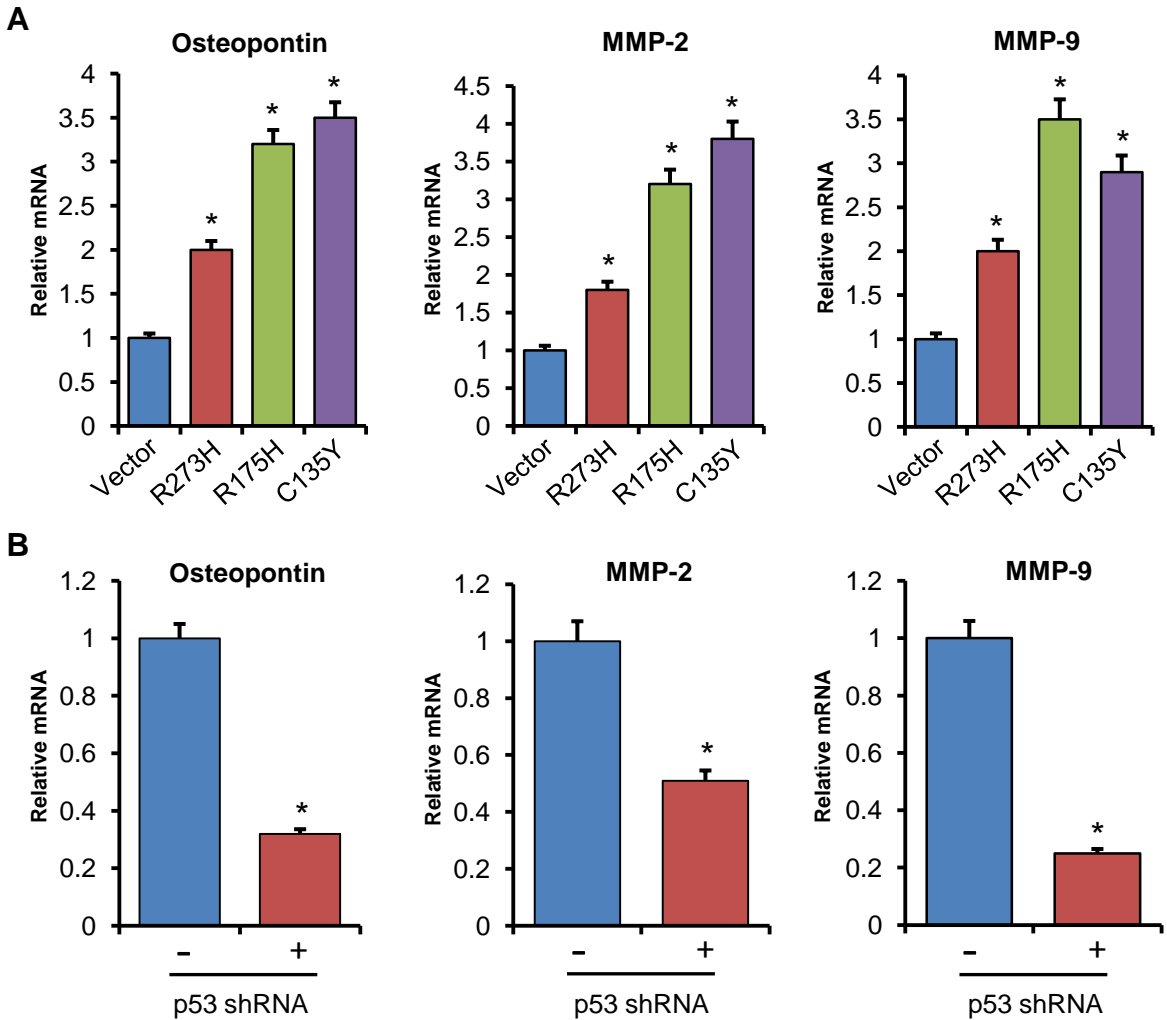 A
Osteopontin
Relative mRNA
4
3.5
3
2.5
2
1.5
1
0.5
0
* * *
Vector R273H R175H C135Y
MMP-2
Relative mRNA
4.5
4
3.5
3
2.5
2
1.5
1
0.5
0
* * *
Vector R273H R175H C135Y
MMP-9
Relative mRNA
4
3.5
3
2.5
2
1.5
1
0.5
0
* * *
Vector R273H R175H C135Y
B
Osteopontin
Relative mRNA
1.2
1
0.8
0.6
0.4
0.2
0
*
– +
p53 shRNA
MMP-2
Relative mRNA
1.2
1
0.8
0.6
0.4
0.2
0
*
– +
p53 shRNA
MMP-9
Relative mRNA
1.2
1
0.8
0.6
0.4
0.2
0
*
– +
p53 shRNA